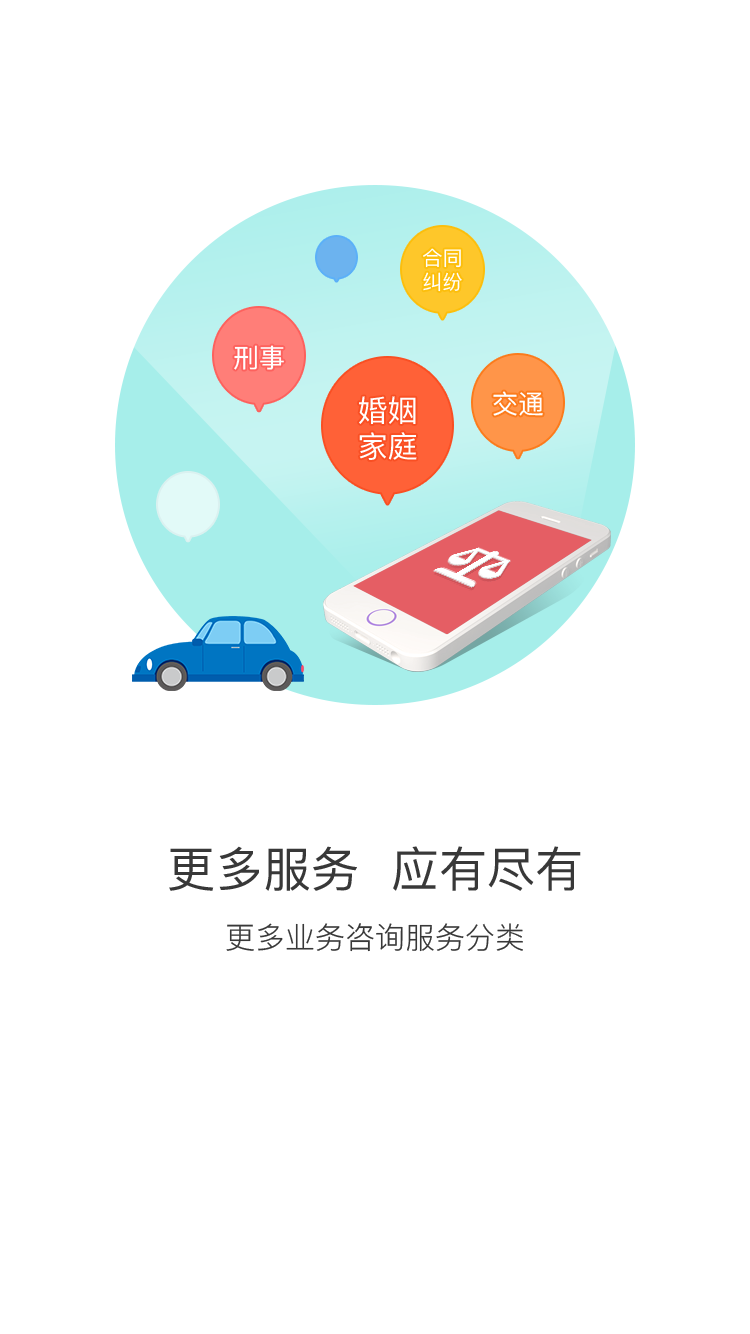 合同
纠纷
刑事
婚姻
家庭
交通
更多服务 应有尽有
更多业务咨询服务分类